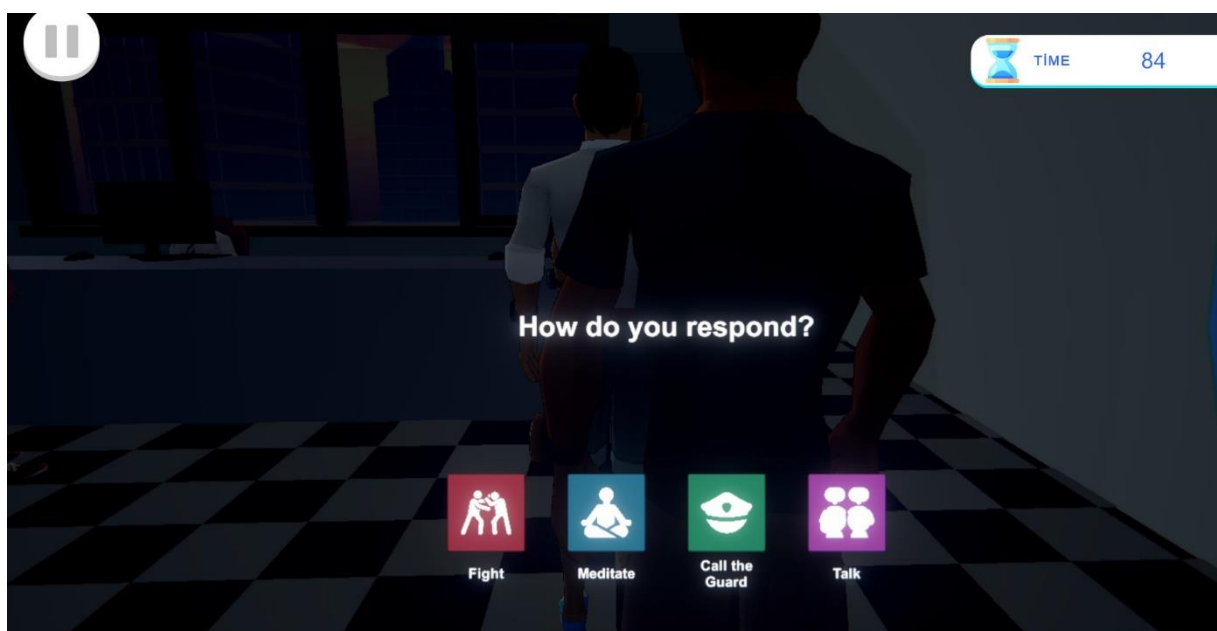 TİME 84
How do you respond?
Fight
Meditate
Call the
Guard
Talk